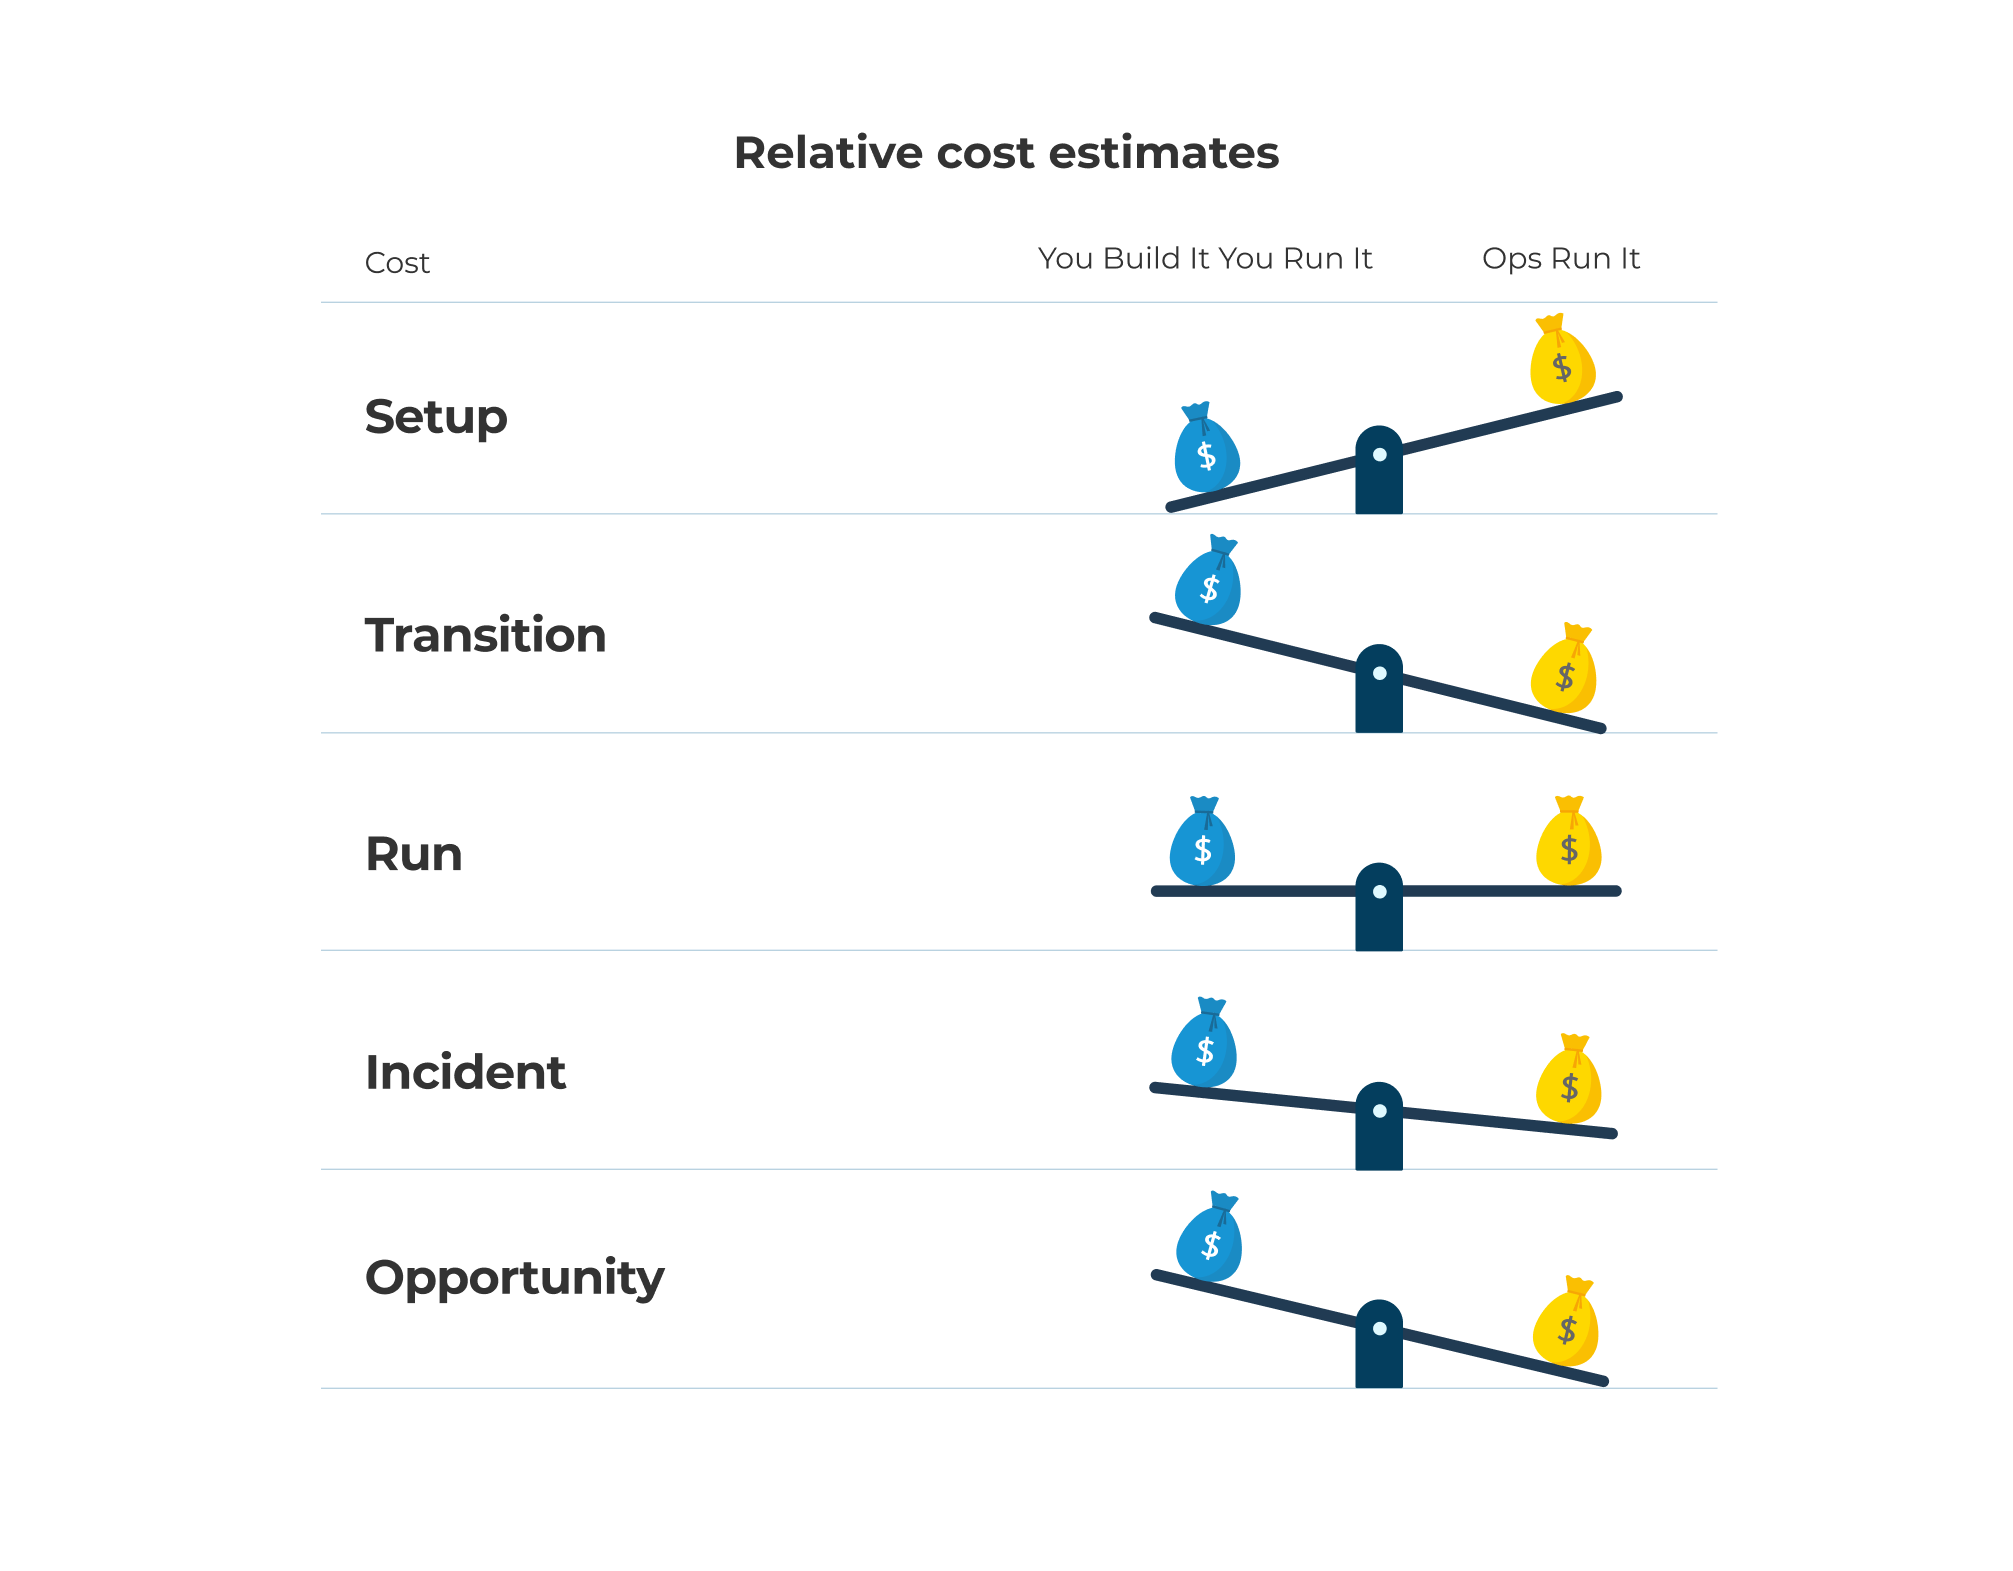 Relative cost estimates
Cost
You Build It You Run It
Ops Run It
Setup
$
$
Transition
$
$
Run
$
$
Incident
$
$
Opportunity
$
$